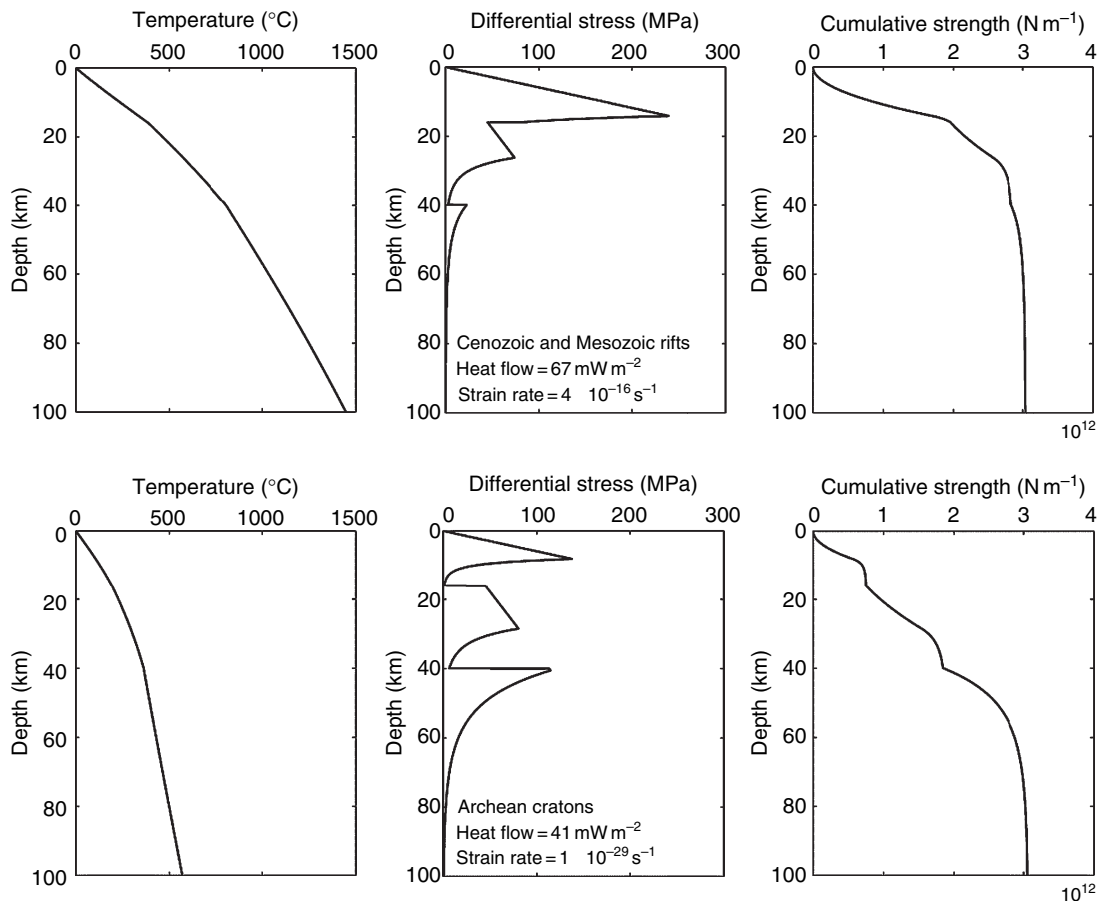 Temperature (°C)
0 500 1000 1500
Depth (km)
0
20
40
60
80
100
Differential stress (MPa)
0 100 200 300
Depth (km)
0
20
40
60
80
100
Cenozoic and Mesozoic rifts
Heat flow = 67 mW m⁻²
Strain rate = 4 10⁻¹⁶ s⁻¹
Cumulative strength (N m⁻¹)
0 1 2 3 4
Depth (km)
0
20
40
60
80
100
10¹²
Temperature (°C)
0 500 1000 1500
Depth (km)
0
20
40
60
80
100
Differential stress (MPa)
0 100 200 300
Depth (km)
0
20
40
60
80
100
Archean cratons
Heat flow = 41 mW m⁻²
Strain rate = 1 10⁻²⁹ s⁻¹
Cumulative strength (N m⁻¹)
0 1 2 3 4
Depth (km)
0
20
40
60
80
100
10¹²